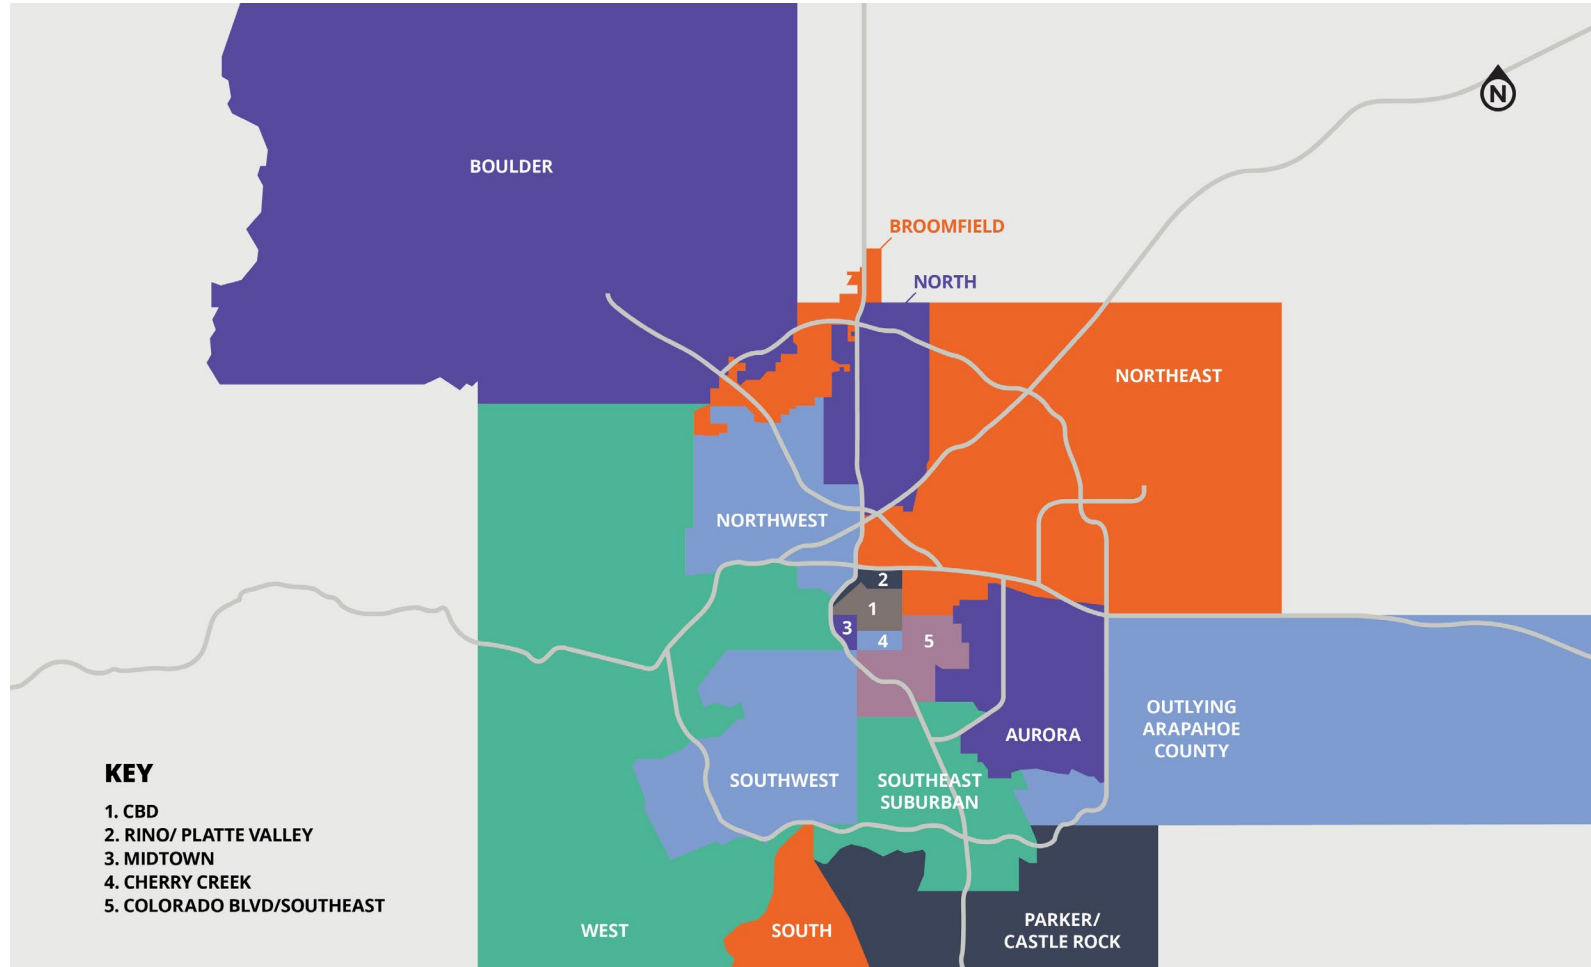 N
BOULDER
BROOMFIELD
NORTH
NORTHEAST
NORTHWEST
2
1
3
4
5
OUTLYING
ARAPAHOE
COUNTY
AURORA
SOUTHWEST
SOUTHEAST
SUBURBAN
WEST
SOUTH
PARKER/
CASTLE ROCK
KEY
1. CBD
2. RINO/ PLATTE VALLEY
3. MIDTOWN
4. CHERRY CREEK
5. COLORADO BLVD/SOUTHEAST